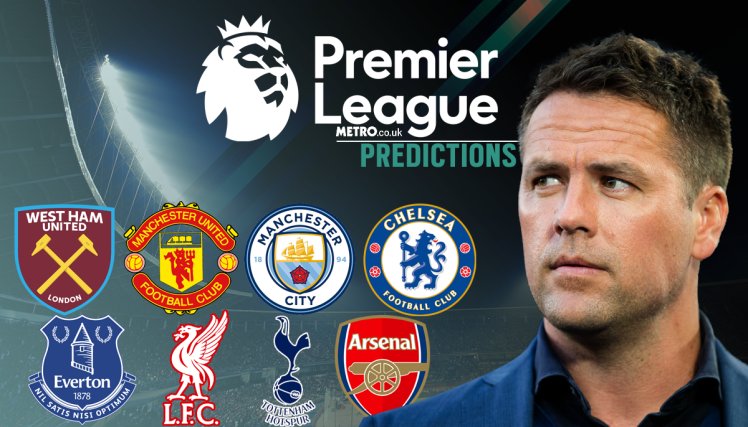 Premier
League
METRO.co.uk
PREDICTIONS
WEST HAM
UNITED
LONDON
MANCHESTER UNITED
FOOTBALL CLUB
MANCHESTER
18 94
CITY
CHELSEA
FOOTBALL CLUB
Everton
1878
NIL SATIS NISI OPTIMUM
L.F.C.
TOTTENHAM
HOTSPUR
Arsenal